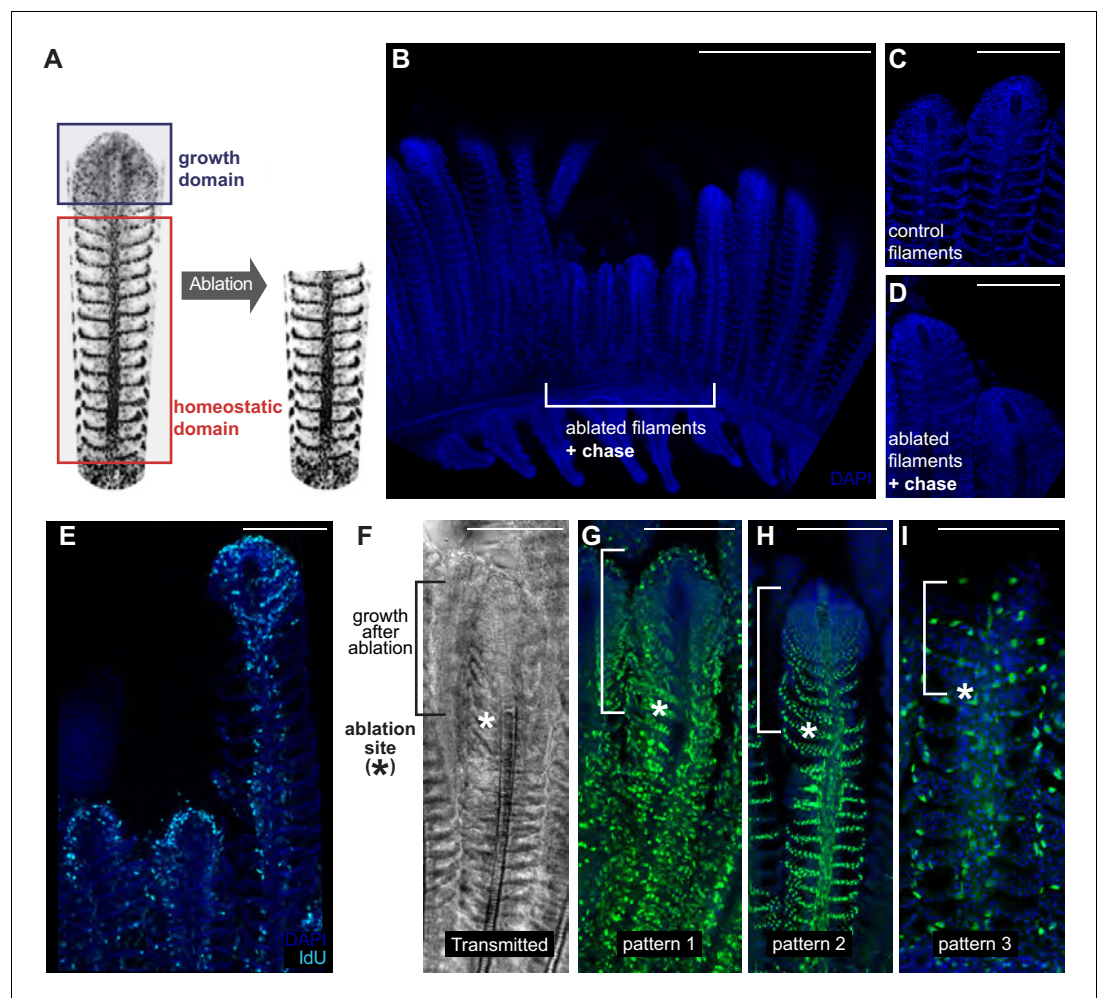 A
growth
domain
Ablation
homeostatic
domain
B
ablated filaments
+ chase
DAPI
C
control
filaments
D
ablated
filaments
+ chase
E
DAPI
IdU
F
growth
after
ablation
ablation
site
(*)
*
Transmitted
G
*
pattern 1
H
*
pattern 2
I
*
pattern 3